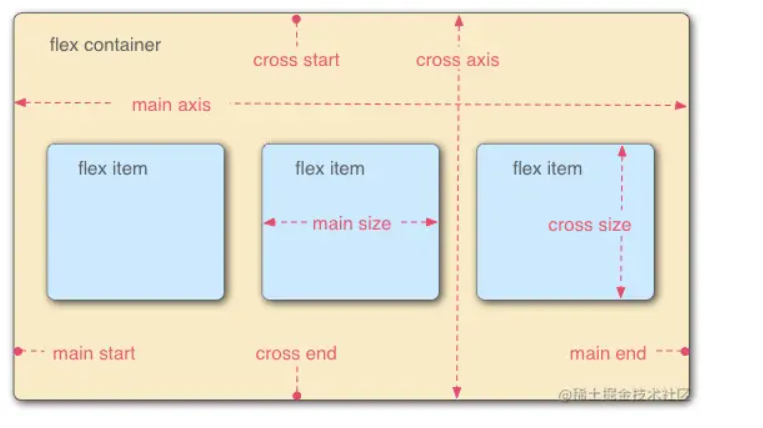 flex container
cross start
cross axis
main axis
flex item
flex item
flex item
main size
cross size
main start
cross end
main end
@稀土掘金技术社区